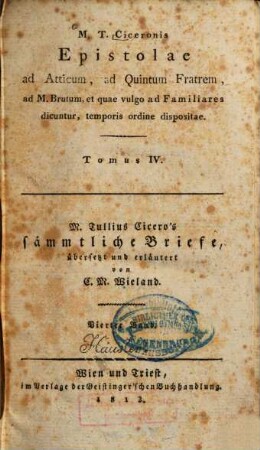 M. T. Ciceronis
Epistolae
ad Atticum, ad Quintum Fratrem,
ad M. Brutum, et quae vulgo ad Familiares
dicuntur, temporis ordine dispositae.
Tomus IV.
M. Tullius Cicero's
sämmtliche Briefe,
übersetzt und erläutert
von
C. M. Wieland.
Vierter Band.
Wien und Triest,
im Verlage der Geistinger'schen Buchhandlung.
1813.